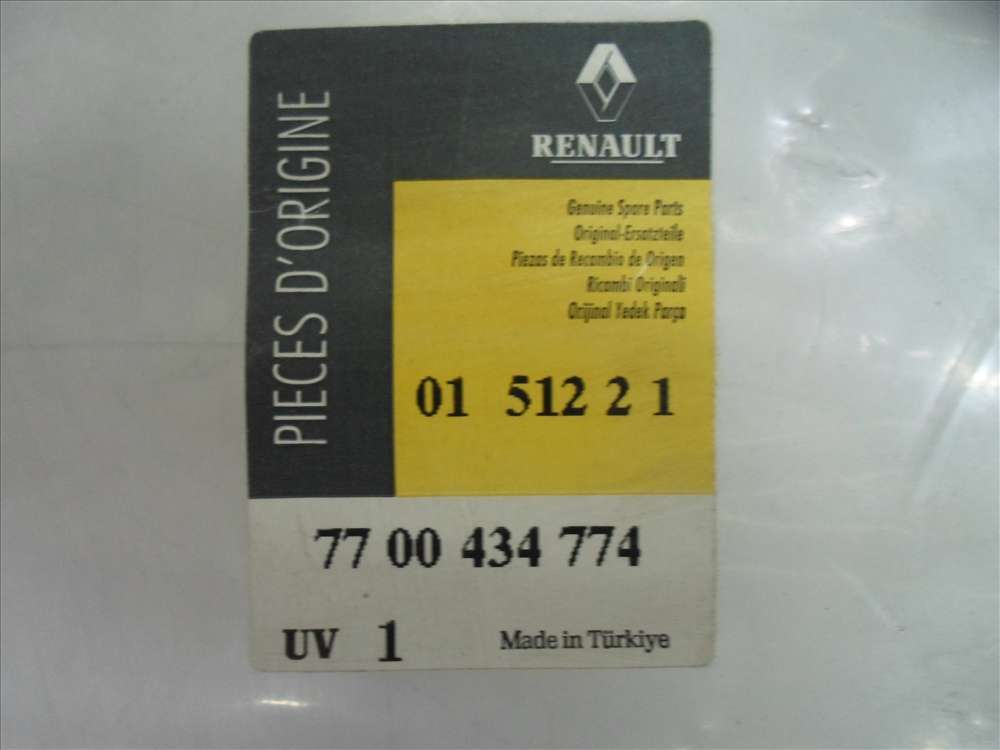 PIECES D'ORIGINE
RENAULT
Genuine Spare Parts
Original-Ersatzteile
Piezas de Recambio de Origen
Ricambi Originali
Orijinal Yedek Parça
01 512 2 1
77 00 434 774
UV 1
Made in Türkiye